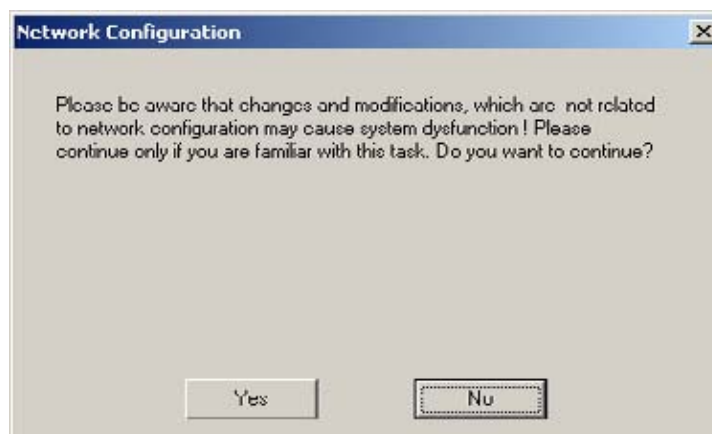 Network Configuration
Please be aware that changes and modifications, which are  not related
to network configuration may cause system dysfunction ! Please
continue only if you are familiar with this task. Do you want to continue?
Yes
No